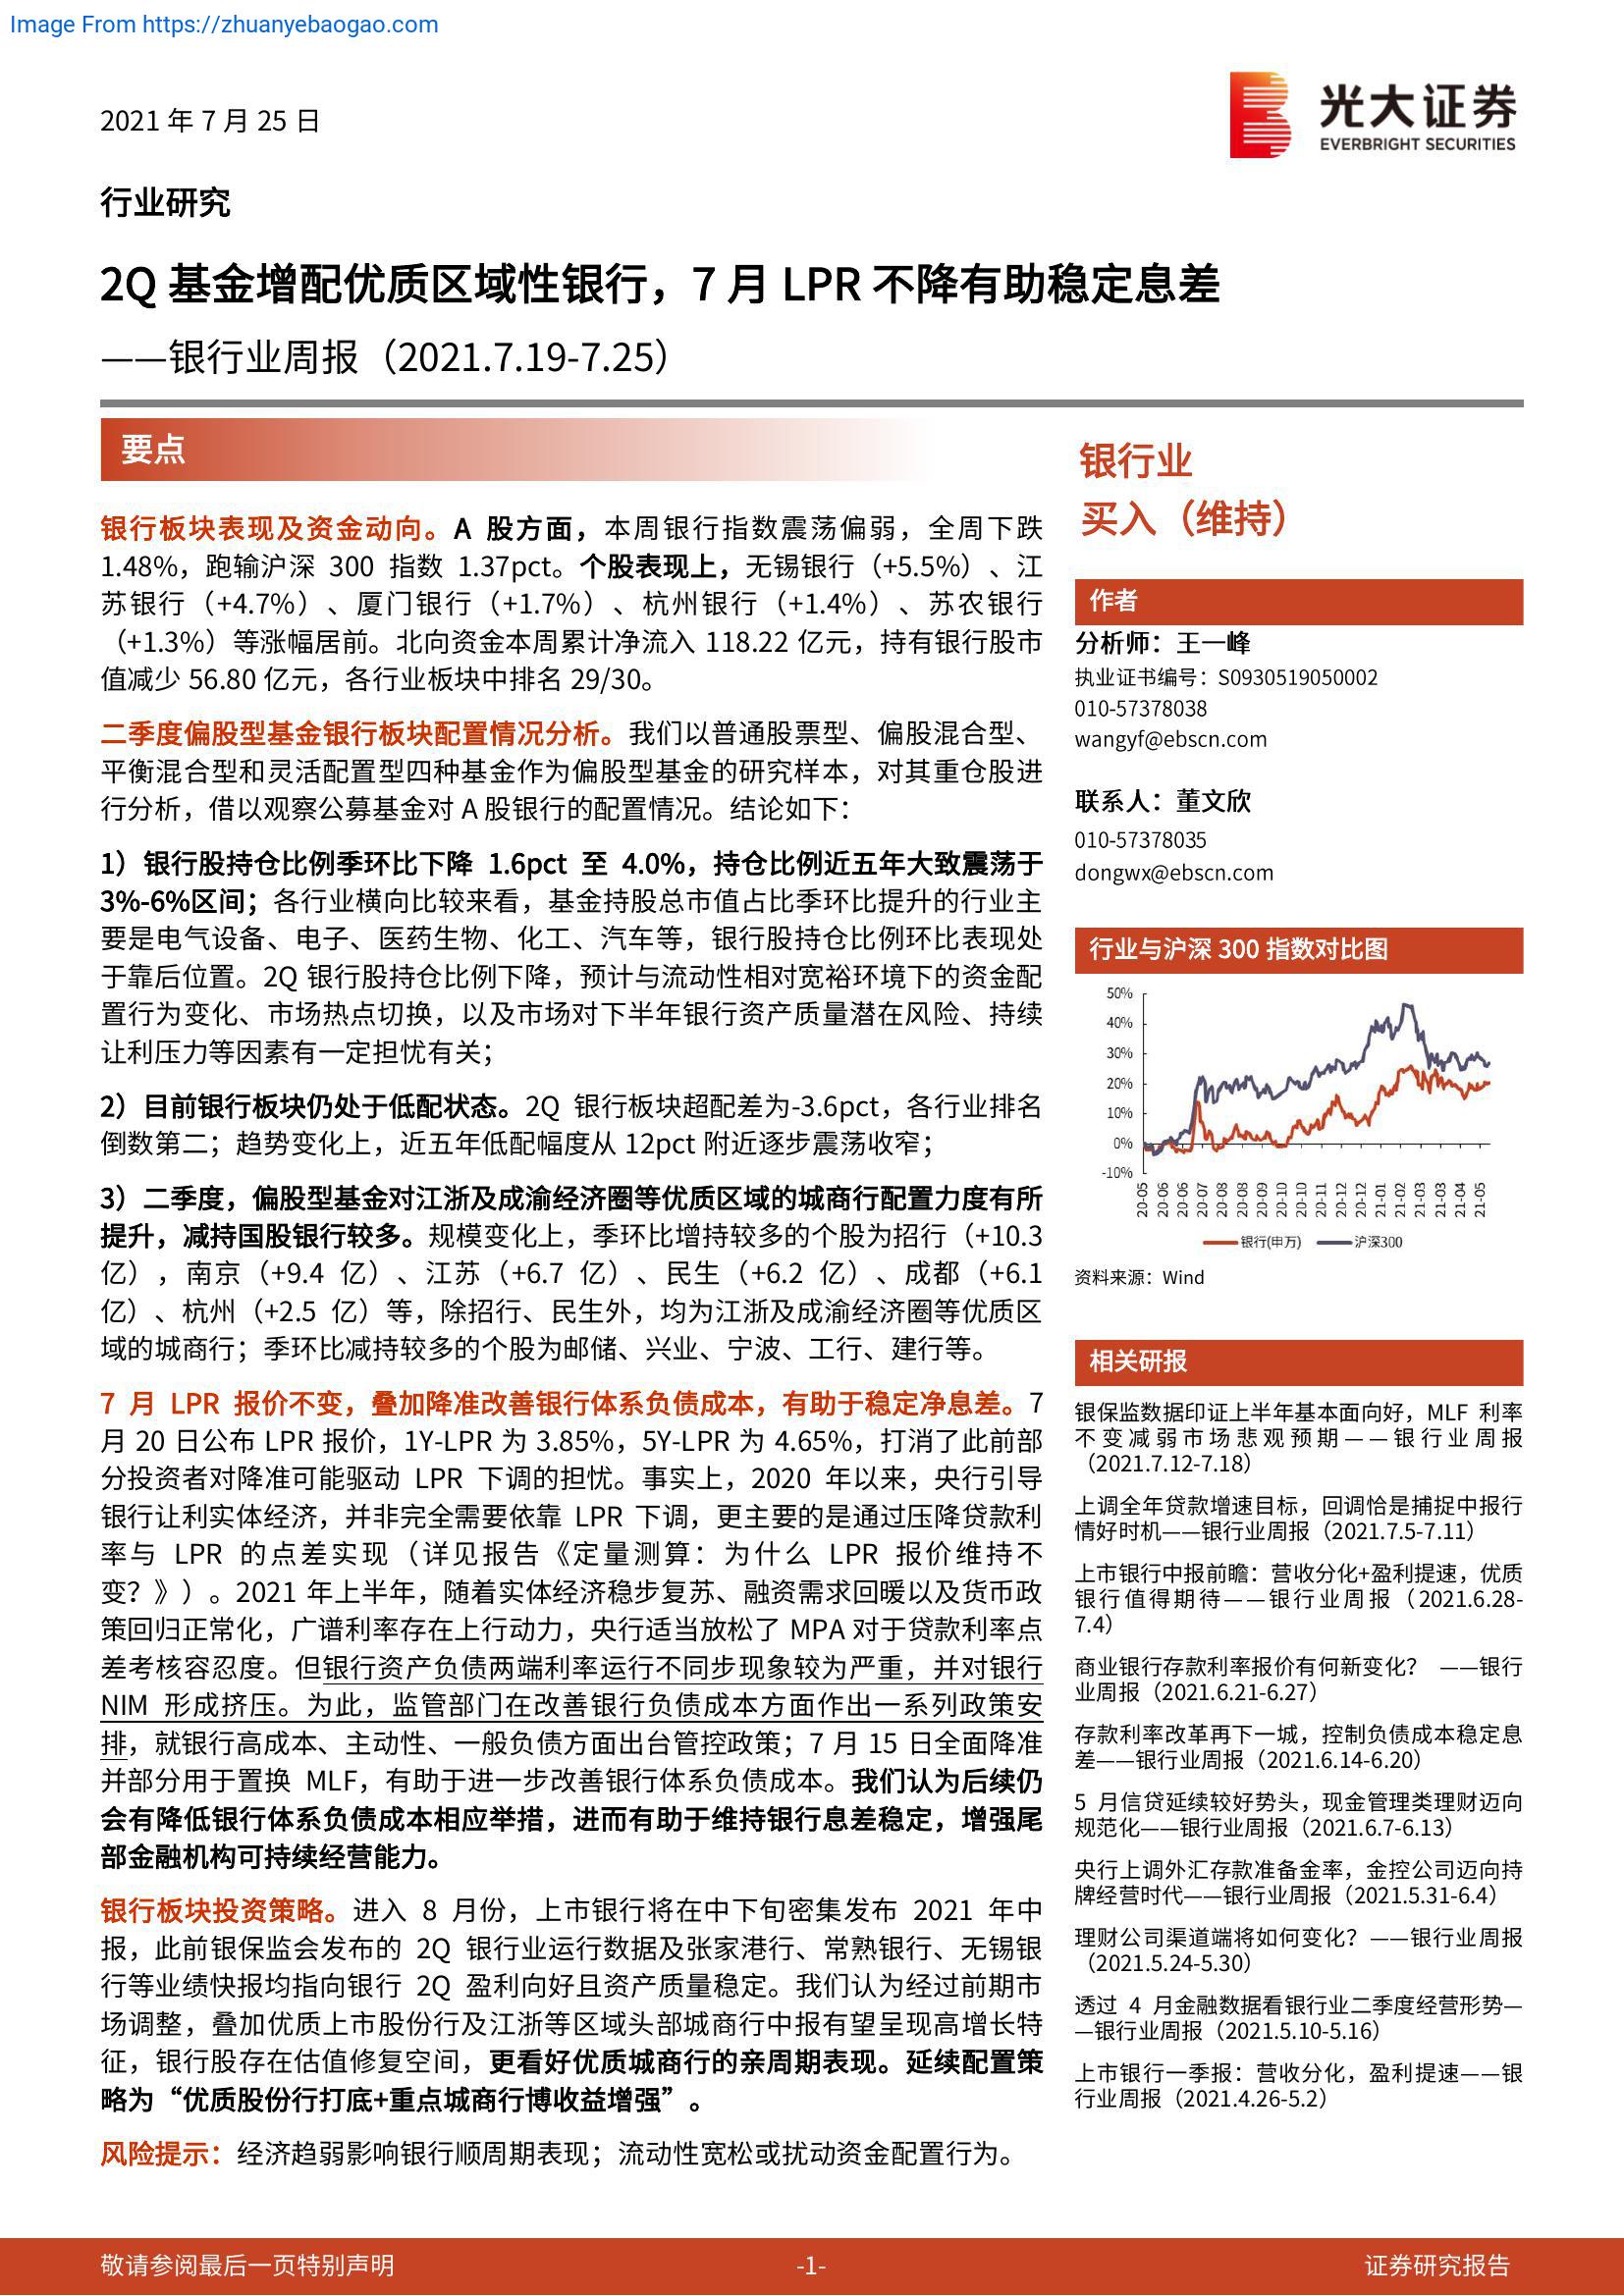 Image From https://zhuanyebaogao.com
2021 年 7 月 25 日
光大证券
EVERBRIGHT SECURITIES
行业研究
2Q 基金增配优质区域性银行，7 月 LPR 不降有助稳定息差
——银行业周报（2021.7.19-7.25）
要点
银行板块表现及资金动向。A 股方面，本周银行指数震荡偏弱，全周下跌
1.48%，跑输沪深 300 指数 1.37pct。个股表现上，无锡银行（+5.5%）、江
苏银行（+4.7%）、厦门银行（+1.7%）、杭州银行（+1.4%）、苏农银行
（+1.3%）等涨幅居前。北向资金本周累计净流入 118.22 亿元，持有银行股市
值减少 56.80 亿元，各行业板块中排名 29/30。
二季度偏股型基金银行板块配置情况分析。我们以普通股票型、偏股混合型、
平衡混合型和灵活配置型四种基金作为偏股型基金的研究样本，对其重仓股进
行分析，借以观察公募基金对 A 股银行的配置情况。结论如下：
1）银行股持仓比例季环比下降 1.6pct 至 4.0%，持仓比例近五年大致震荡于
3%-6%区间；各行业横向比较来看，基金持股总市值占比季环比提升的行业主
要是电气设备、电子、医药生物、化工、汽车等，银行股持仓比例环比表现处
于靠后位置。2Q 银行股持仓比例下降，预计与流动性相对宽裕环境下的资金配
置行为变化、市场热点切换，以及市场对下半年银行资产质量潜在风险、持续
让利压力等因素有一定担忧有关；
2）目前银行板块仍处于低配状态。2Q 银行板块超配差为-3.6pct，各行业排名
倒数第二；趋势变化上，近五年低配幅度从 12pct 附近逐步震荡收窄；
3）二季度，偏股型基金对江浙及成渝经济圈等优质区域的城商行配置力度有所
提升，减持国股银行较多。规模变化上，季环比增持较多的个股为招行（+10.3
亿），南京（+9.4 亿）、江苏（+6.7 亿）、民生（+6.2 亿）、成都（+6.1
亿）、杭州（+2.5 亿）等，除招行、民生外，均为江浙及成渝经济圈等优质区
域的城商行；季环比减持较多的个股为邮储、兴业、宁波、工行、建行等。
7 月 LPR 报价不变，叠加降准改善银行体系负债成本，有助于稳定净息差。7
月 20 日公布 LPR 报价，1Y-LPR 为 3.85%，5Y-LPR 为 4.65%，打消了此前部
分投资者对降准可能驱动 LPR 下调的担忧。事实上，2020 年以来，央行引导
银行让利实体经济，并非完全需要依靠 LPR 下调，更主要的是通过压降贷款利
率与 LPR 的点差实现（详见报告《定量测算：为什么 LPR 报价维持不
变？》）。2021 年上半年，随着实体经济稳步复苏、融资需求回暖以及货币政
策回归正常化，广谱利率存在上行动力，央行适当放松了 MPA 对于贷款利率点
差考核容忍度。但银行资产负债两端利率运行不同步现象较为严重，并对银行
NIM 形成挤压。为此，监管部门在改善银行负债成本方面作出一系列政策安
排，就银行高成本、主动性、一般负债方面出台管控政策；7 月 15 日全面降准
并部分用于置换 MLF，有助于进一步改善银行体系负债成本。我们认为后续仍
会有降低银行体系负债成本相应举措，进而有助于维持银行息差稳定，增强尾
部金融机构可持续经营能力。
银行板块投资策略。进入 8 月份，上市银行将在中下旬密集发布 2021 年中
报，此前银保监会发布的 2Q 银行业运行数据及张家港行、常熟银行、无锡银
行等业绩快报均指向银行 2Q 盈利向好且资产质量稳定。我们认为经过前期市
场调整，叠加优质上市股份行及江浙等区域头部城商行中报有望呈现高增长特
征，银行股存在估值修复空间，更看好优质城商行的亲周期表现。延续配置策
略为“优质股份行打底+重点城商行博收益增强”。
风险提示：经济趋弱影响银行顺周期表现；流动性宽松或扰动资金配置行为。
银行业
买入（维持）
作者
分析师：王一峰
执业证书编号：S0930519050002
010-57378038
wangyf@ebscn.com
联系人：董文欣
010-57378035
dongwx@ebscn.com
行业与沪深 300 指数对比图
50%
40%
30%
20%
10%
0%
-10%
20-05 20-06 20-06 20-07 20-08 20-08 20-09 20-10 20-10 20-11 20-12 20-12 21-01 21-02 21-03 21-03 21-04 21-05
银行(申万) 沪深300
资料来源：Wind
相关研报
银保监数据印证上半年基本面向好，MLF 利率
不变减弱市场悲观预期——银行业周报
（2021.7.12-7.18）
上调全年贷款增速目标，回调恰是捕捉中报行
情好时机——银行业周报（2021.7.5-7.11）
上市银行中报前瞻：营收分化+盈利提速，优质
银行值得期待——银行业周报（2021.6.28-
7.4）
商业银行存款利率报价有何新变化？ ——银行
业周报（2021.6.21-6.27）
存款利率改革再下一城，控制负债成本稳定息
差——银行业周报（2021.6.14-6.20）
5 月信贷延续较好势头，现金管理类理财迈向
规范化——银行业周报（2021.6.7-6.13）
央行上调外汇存款准备金率，金控公司迈向持
牌经营时代——银行业周报（2021.5.31-6.4）
理财公司渠道端将如何变化？——银行业周报
（2021.5.24-5.30）
透过 4 月金融数据看银行业二季度经营形势—
—银行业周报（2021.5.10-5.16）
上市银行一季报：营收分化，盈利提速——银
行业周报（2021.4.26-5.2）
敬请参阅最后一页特别声明
-1-
证券研究报告